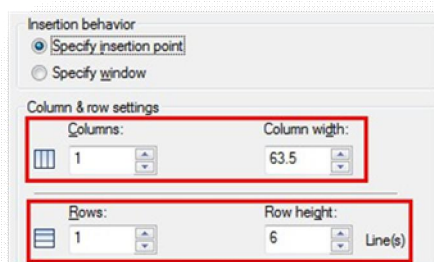 Insertion behavior
Specify insertion point
Specify window
Column & row settings
Columns: Column width:
1 63.5
Rows: Row height:
1 6 Line(s)